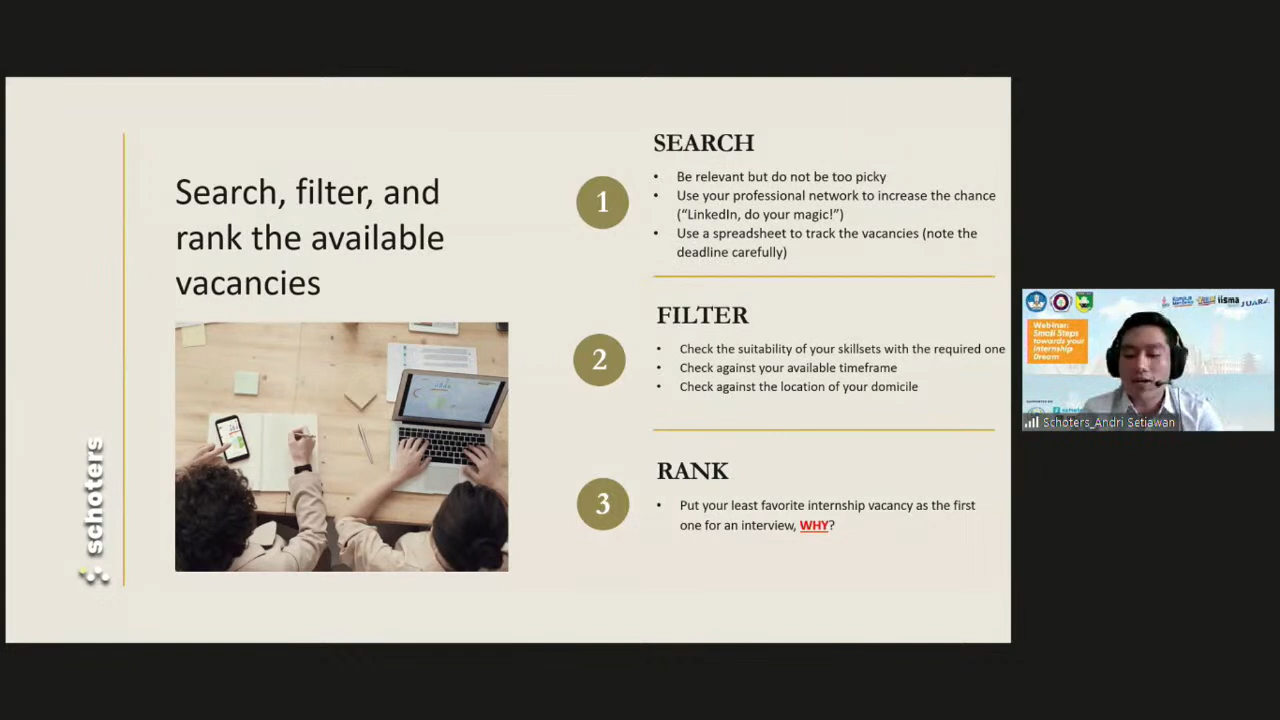 Search, filter, and
rank the available
vacancies
schoters
1
SEARCH
• Be relevant but do not be too picky
• Use your professional network to increase the chance
(“LinkedIn, do your magic!”)
• Use a spreadsheet to track the vacancies (note the
deadline carefully)
2
FILTER
• Check the suitability of your skillsets with the required one
• Check against your available timeframe
• Check against the location of your domicile
3
RANK
• Put your least favorite internship vacancy as the first
one for an interview, WHY?
iisma
JUARA
Webinar:
Small Steps
towards your
Internship
Dream
Schoters_Andri Setiawan